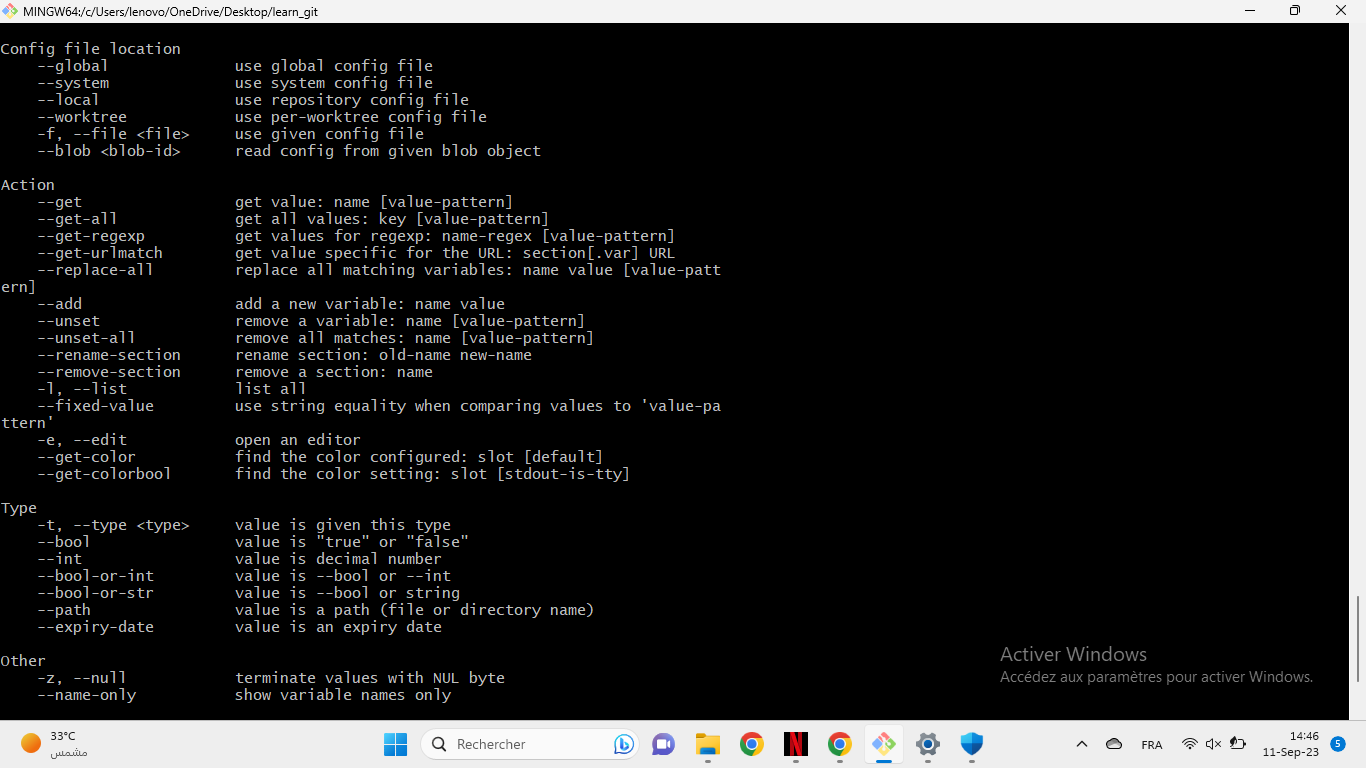 MINGW64:/c/Users/lenovo/OneDrive/Desktop/learn_git
Config file location
    --global              use global config file
    --system              use system config file
    --local               use repository config file
    --worktree            use per-worktree config file
    -f, --file <file>     use given config file
    --blob <blob-id>      read config from given blob object
Action
    --get                 get value: name [value-pattern]
    --get-all             get all values: key [value-pattern]
    --get-regexp          get values for regexp: name-regex [value-pattern]
    --get-urlmatch        get value specific for the URL: section[.var] URL
    --replace-all         replace all matching variables: name value [value-patt
ern]
    --add                 add a new variable: name value
    --unset               remove a variable: name [value-pattern]
    --unset-all           remove all matches: name [value-pattern]
    --rename-section      rename section: old-name new-name
    --remove-section      remove a section: name
    -l, --list            list all
    --fixed-value         use string equality when comparing values to 'value-pa
ttern'
    -e, --edit            open an editor
    --get-color           find the color configured: slot [default]
    --get-colorbool       find the color setting: slot [stdout-is-tty]
Type
    -t, --type <type>     value is given this type
    --bool                value is "true" or "false"
    --int                 value is decimal number
    --bool-or-int         value is --bool or --int
    --bool-or-str         value is --bool or string
    --path                value is a path (file or directory name)
    --expiry-date         value is an expiry date
Other
    -z, --null            terminate values with NUL byte
    --name-only           show variable names only
Activer Windows
Accédez aux paramètres pour activer Windows.
33°C
مشمس
Rechercher
FRA
14:46
11-Sep-23
5